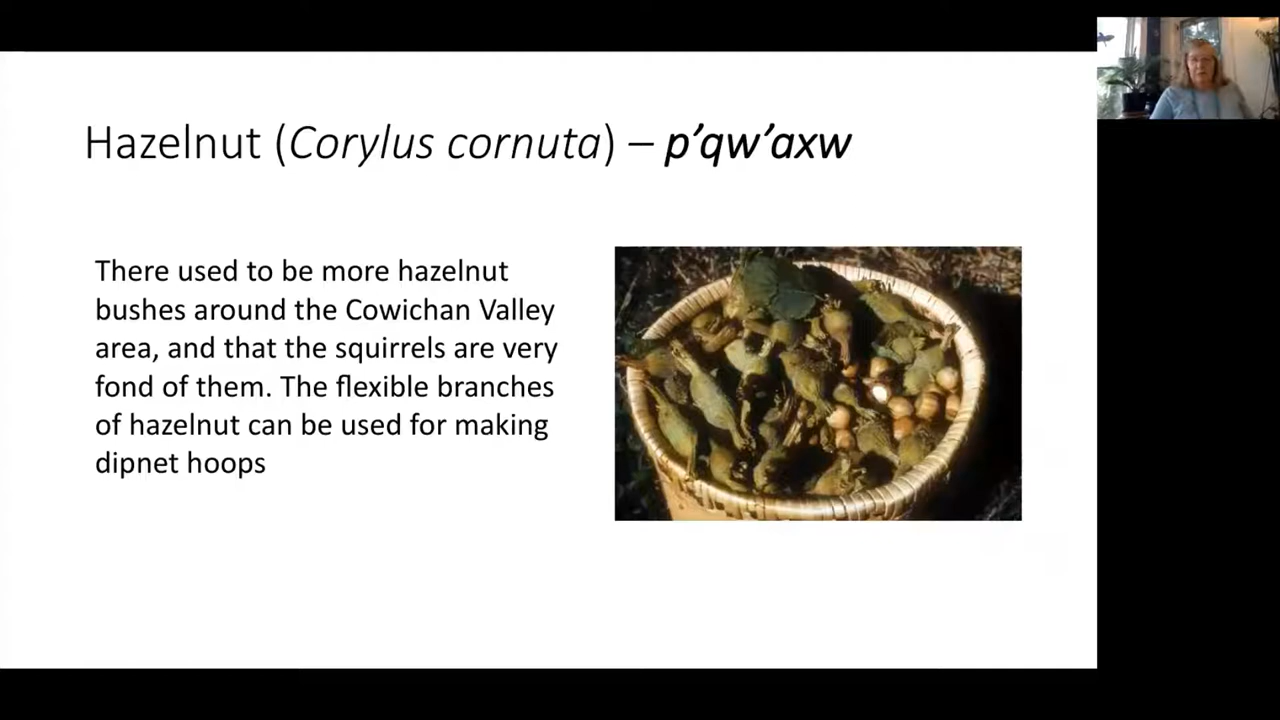 Hazelnut (Corylus cornuta) – p’qw’axw
There used to be more hazelnut
bushes around the Cowichan Valley
area, and that the squirrels are very
fond of them. The flexible branches
of hazelnut can be used for making
dipnet hoops